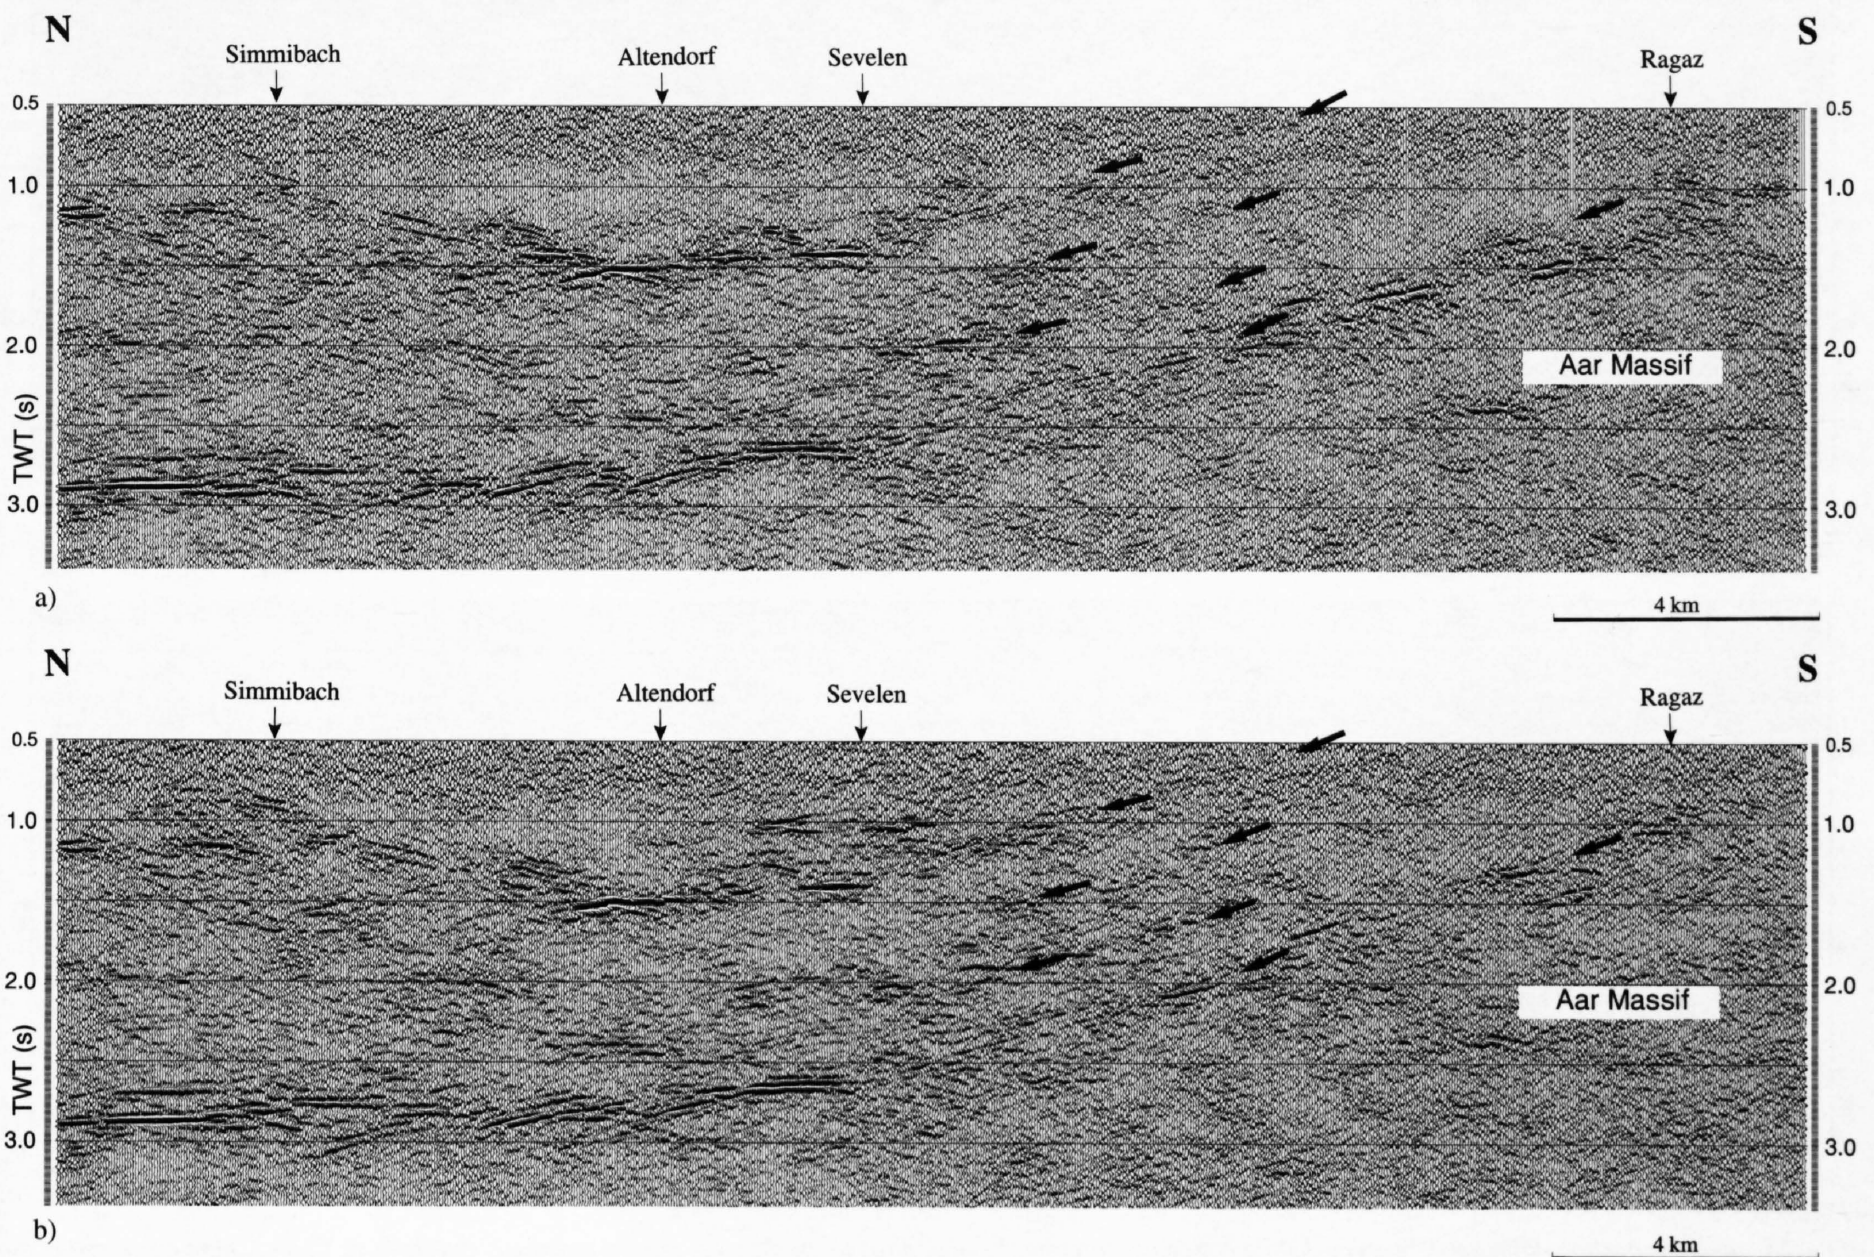 N S
Simmibach Altendorf Sevelen Ragaz
0.5 0.5
1.0 1.0
2.0 2.0
Aar Massif
TWT (s)
3.0 3.0
a)
4 km
N S
Simmibach Altendorf Sevelen Ragaz
0.5 0.5
1.0 1.0
2.0 2.0
Aar Massif
TWT (s)
3.0 3.0
b)
4 km